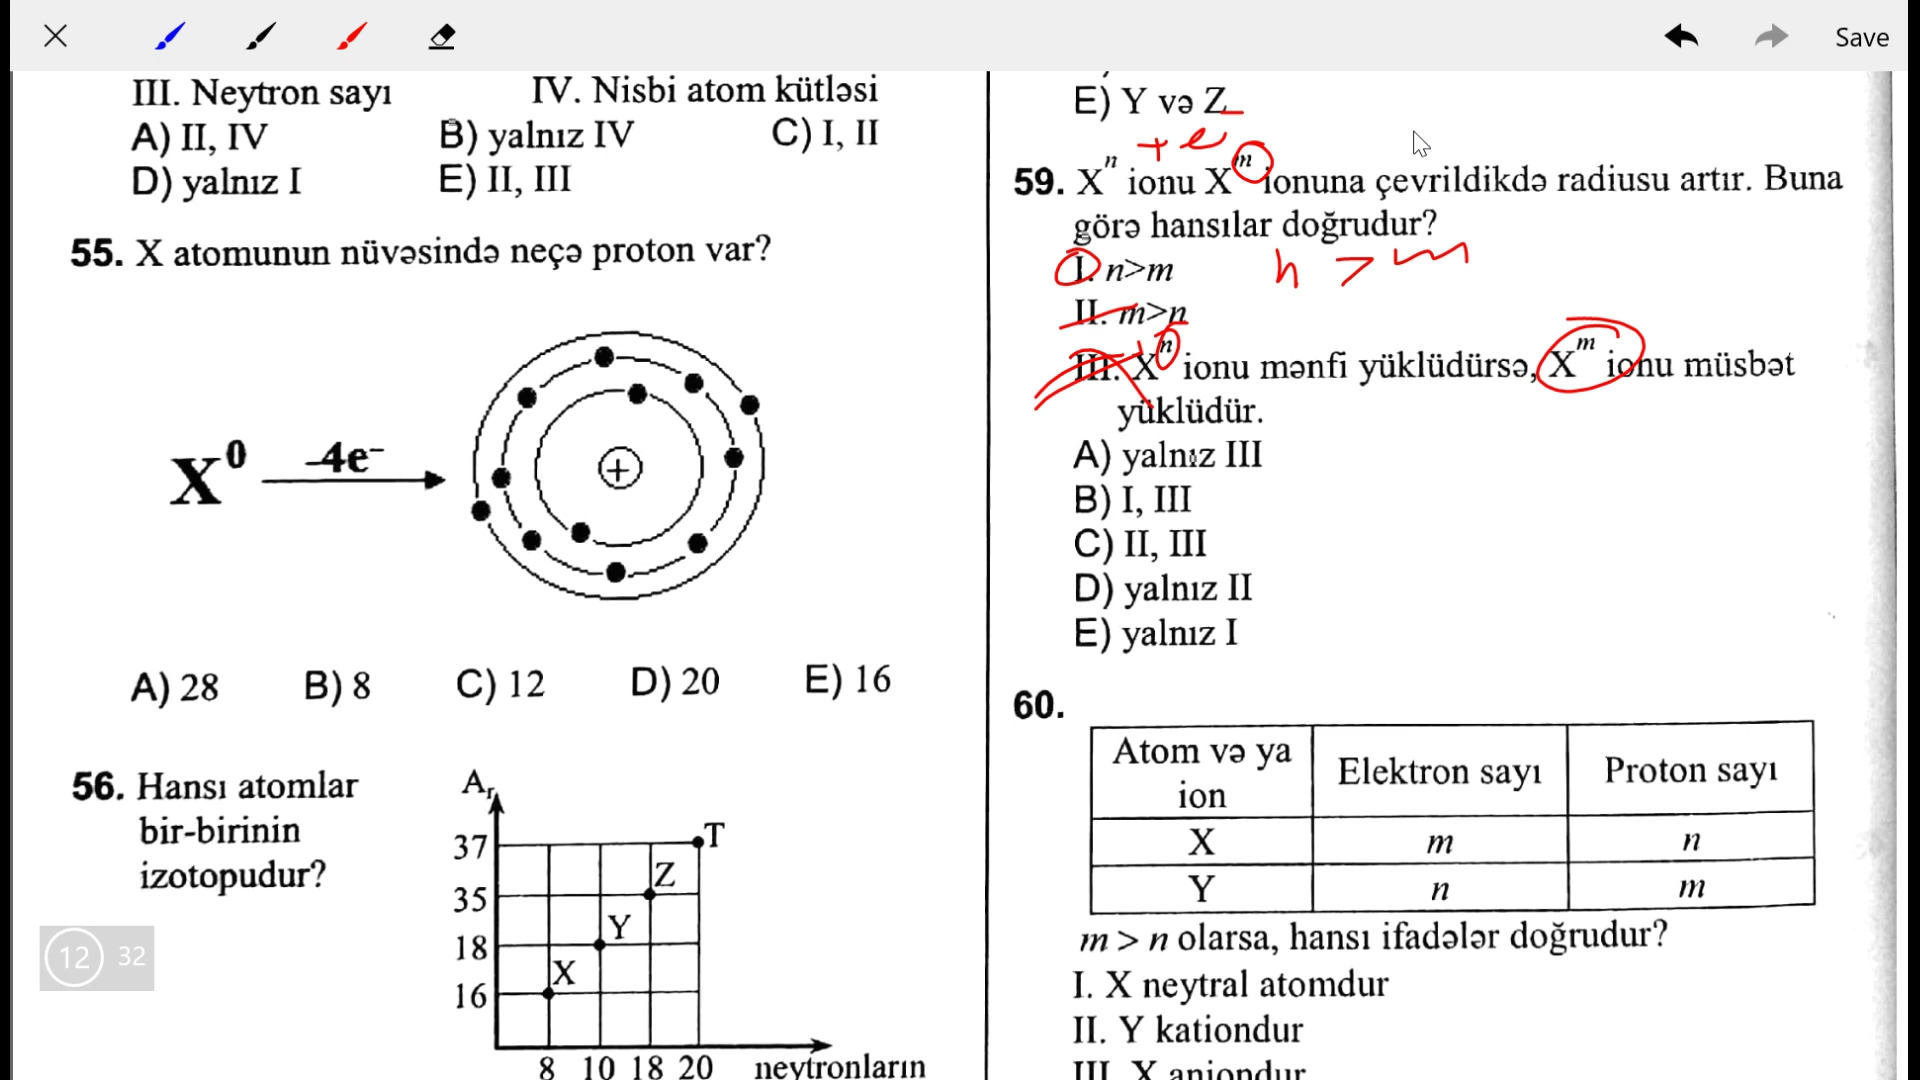 Save
III. Neytron sayı IV. Nisbi atom kütləsi
A) II, IV B) yalnız IV C) I, II
D) yalnız I E) II, III
55. X atomunun nüvəsində neçə proton var?
X⁰ -4e⁻
+
A) 28 B) 8 C) 12 D) 20 E) 16
56. Hansı atomlar
bir-birinin
izotopudur?
Aᵣ
37 T
35 Z
18 Y
16 X
8 10 18 20 neytronların
12 32
E) Y və Z
+e
59. Xⁿ ionu Xᵐ ionuna çevrildikdə radiusu artır. Buna
görə hansılar doğrudur?
I. n>m n > m
II. m>n
III. Xⁿ ionu mənfi yüklüdürsə, Xᵐ ionu müsbət
yüklüdür.
A) yalnız III
B) I, III
C) II, III
D) yalnız II
E) yalnız I
60.
Atom və ya ion Elektron sayı Proton sayı
X m n
Y n m
m > n olarsa, hansı ifadələr doğrudur?
I. X neytral atomdur
II. Y kationdur
III. X aniondur